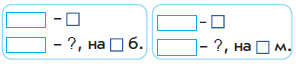 –
– ?, на б.
–
– ?, на м.